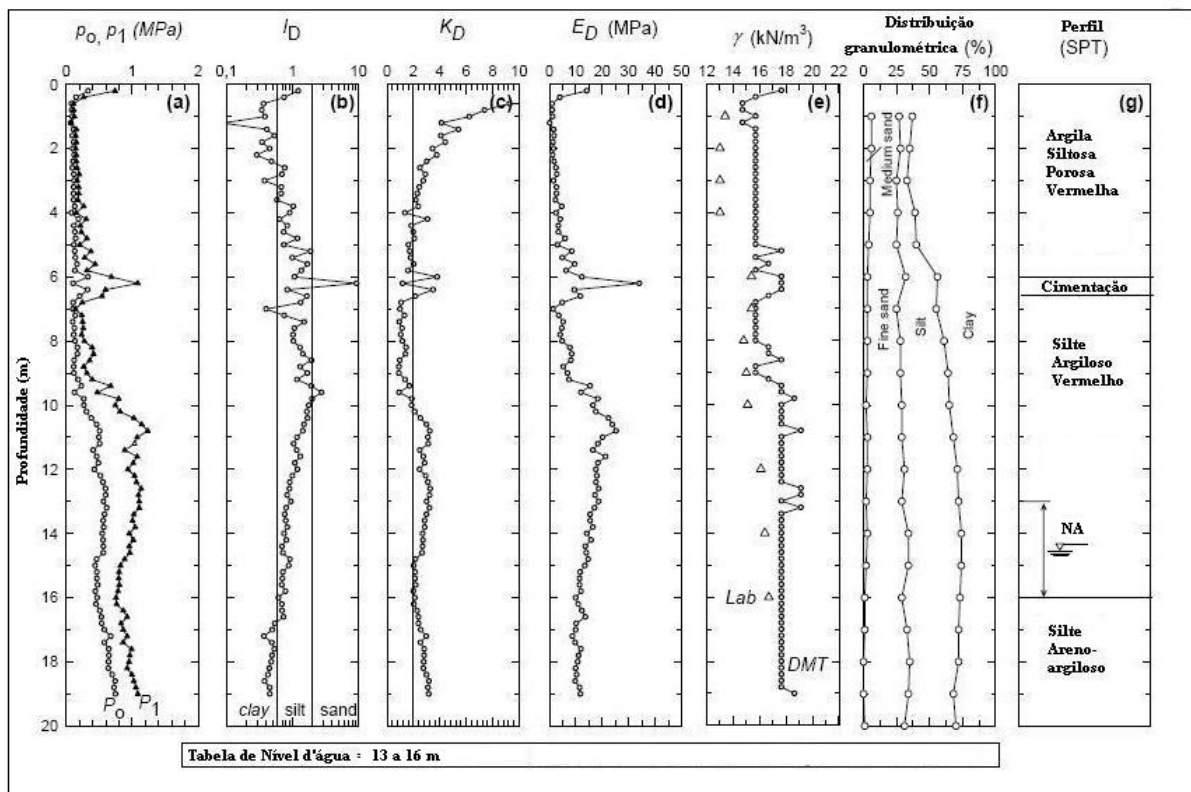 p0, p1 (MPa)
ID
KD
ED (MPa)
γ (kN/m³)
Distribuição
granulométrica (%)
Perfil
(SPT)
0 1 2
0,1 1 10
0 2 4 6 8 10
0 10 20 30 40 50
12 14 16 18 20 22
0 25 50 75 100
(a)
(b)
(c)
(d)
(e)
(f)
(g)
Profundidade (m)
0
2
4
6
8
10
12
14
16
18
20
Po
P1
clay
silt
sand
Lab
DMT
Medium sand
Fine sand
Silt
Clay
Argila
Siltosa
Porosa
Vermelha
Cimentação
Silte
Argiloso
Vermelho
NA
Silte
Areno-
argiloso
Tabela de Nível d'água = 13 a 16 m